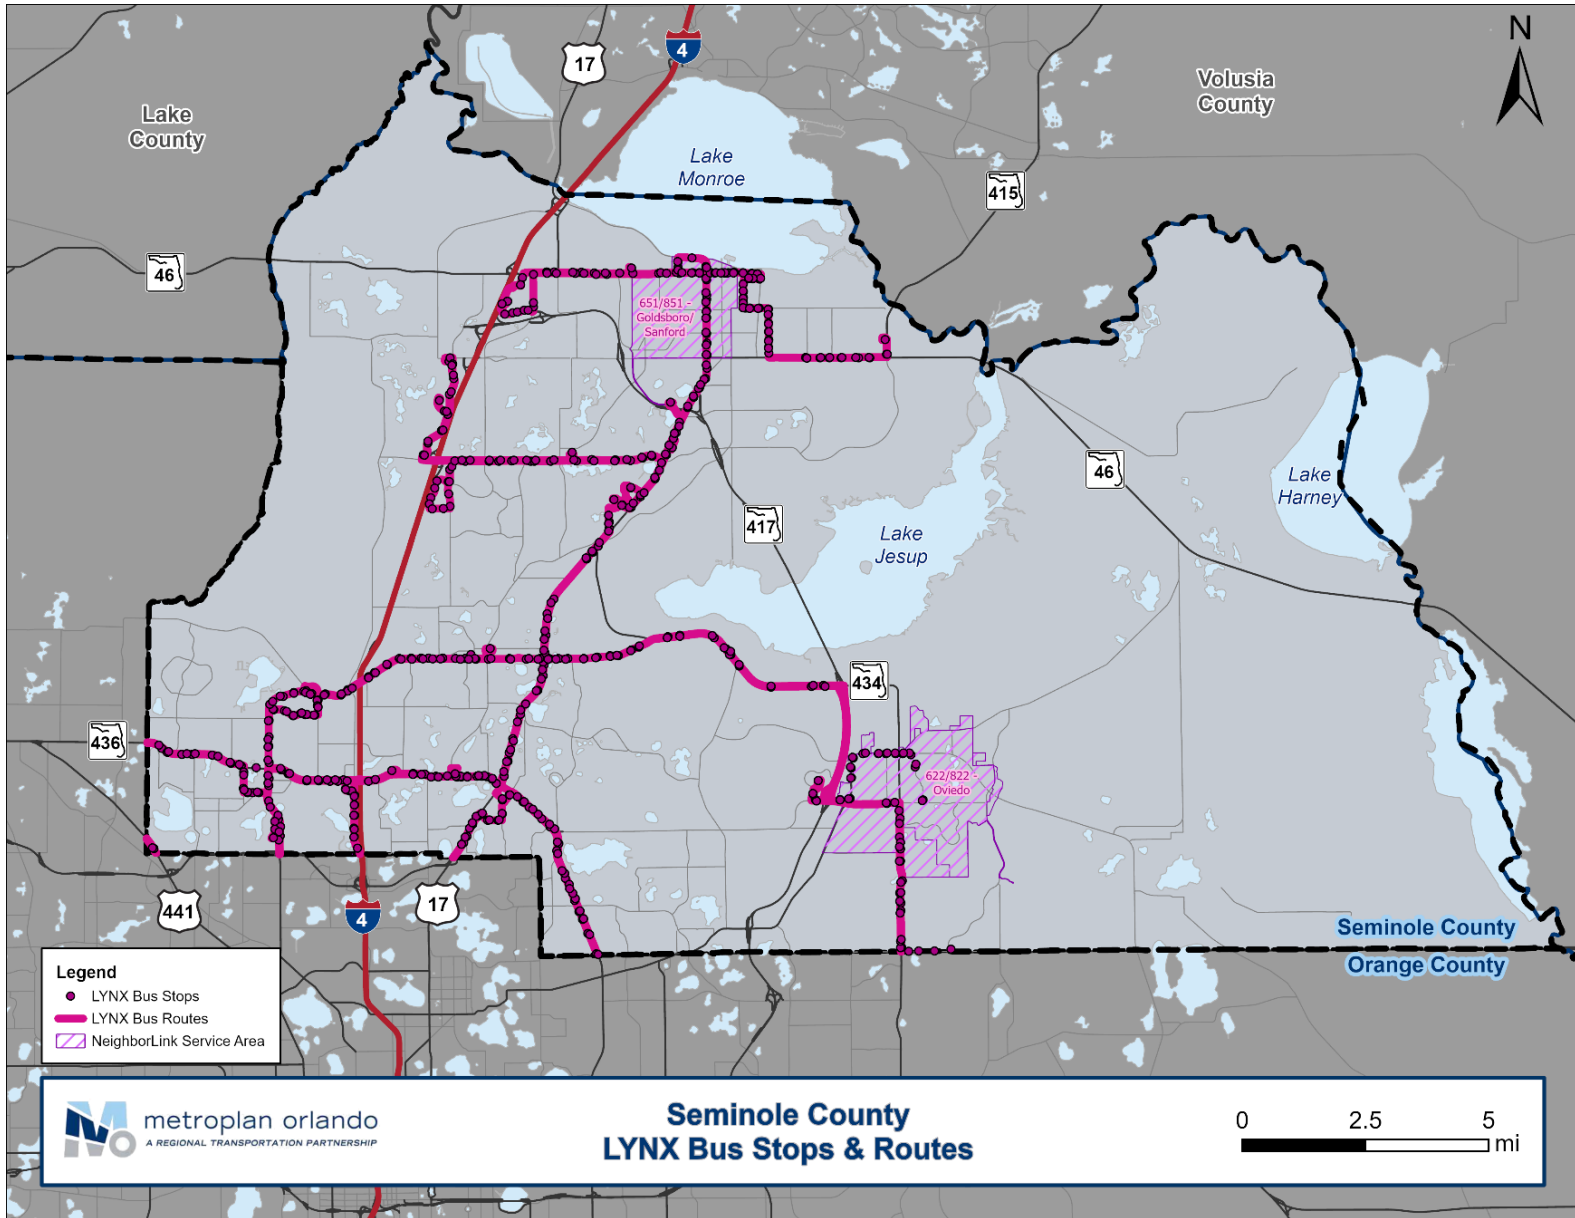 N
4
17
Volusia
County
Lake
County
Lake
Monroe
415
46
651/851 -
Goldsboro/
Sanford
46
Lake
Harney
417
Lake
Jesup
434
436
622/822 -
Oviedo
441
4
17
Seminole County
Orange County
Legend
LYNX Bus Stops
LYNX Bus Routes
NeighborLink Service Area
metroplan orlando
A REGIONAL TRANSPORTATION PARTNERSHIP
Seminole County
LYNX Bus Stops & Routes
0 2.5 5
mi